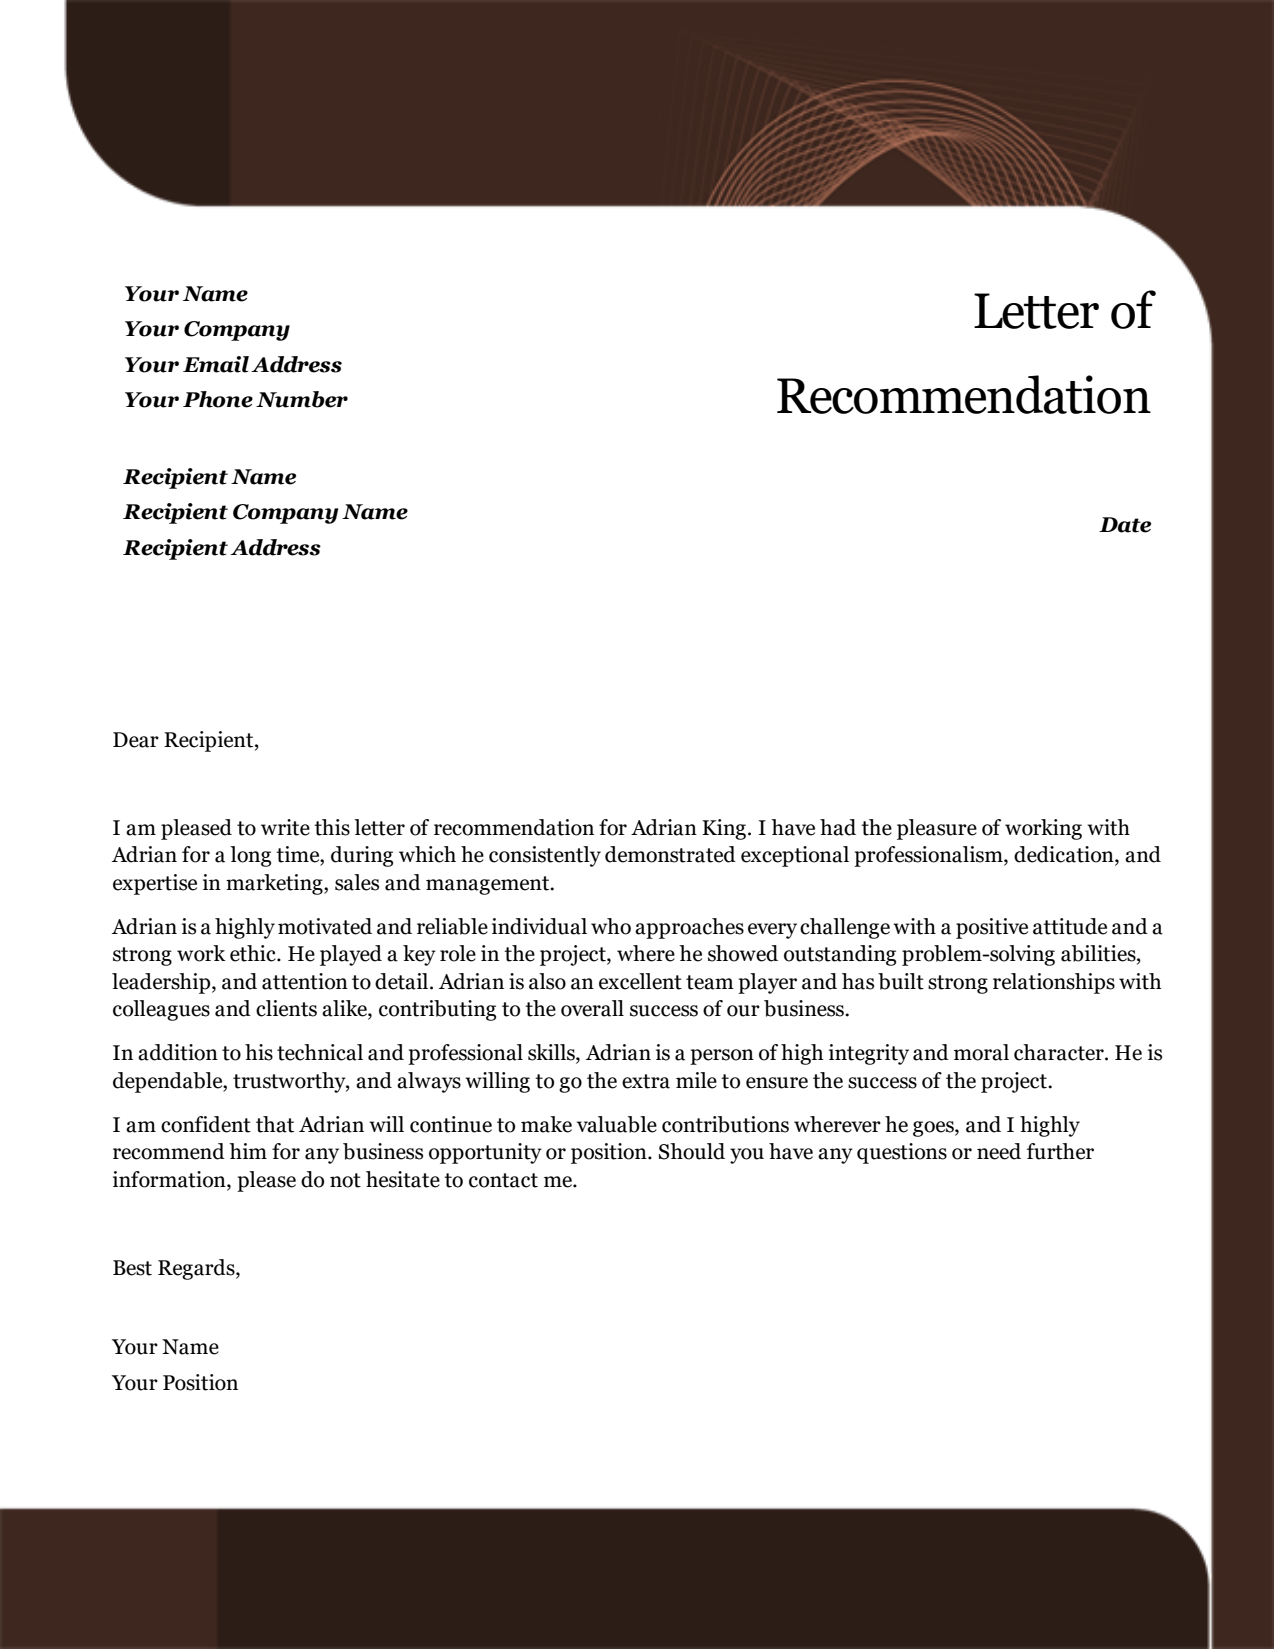 Your Name
Your Company
Your Email Address
Your Phone Number
Letter of
Recommendation
Recipient Name
Recipient Company Name
Recipient Address
Date
Dear Recipient,
I am pleased to write this letter of recommendation for Adrian King. I have had the pleasure of working with
Adrian for a long time, during which he consistently demonstrated exceptional professionalism, dedication, and
expertise in marketing, sales and management.
Adrian is a highly motivated and reliable individual who approaches every challenge with a positive attitude and a
strong work ethic. He played a key role in the project, where he showed outstanding problem-solving abilities,
leadership, and attention to detail. Adrian is also an excellent team player and has built strong relationships with
colleagues and clients alike, contributing to the overall success of our business.
In addition to his technical and professional skills, Adrian is a person of high integrity and moral character. He is
dependable, trustworthy, and always willing to go the extra mile to ensure the success of the project.
I am confident that Adrian will continue to make valuable contributions wherever he goes, and I highly
recommend him for any business opportunity or position. Should you have any questions or need further
information, please do not hesitate to contact me.
Best Regards,
Your Name
Your Position